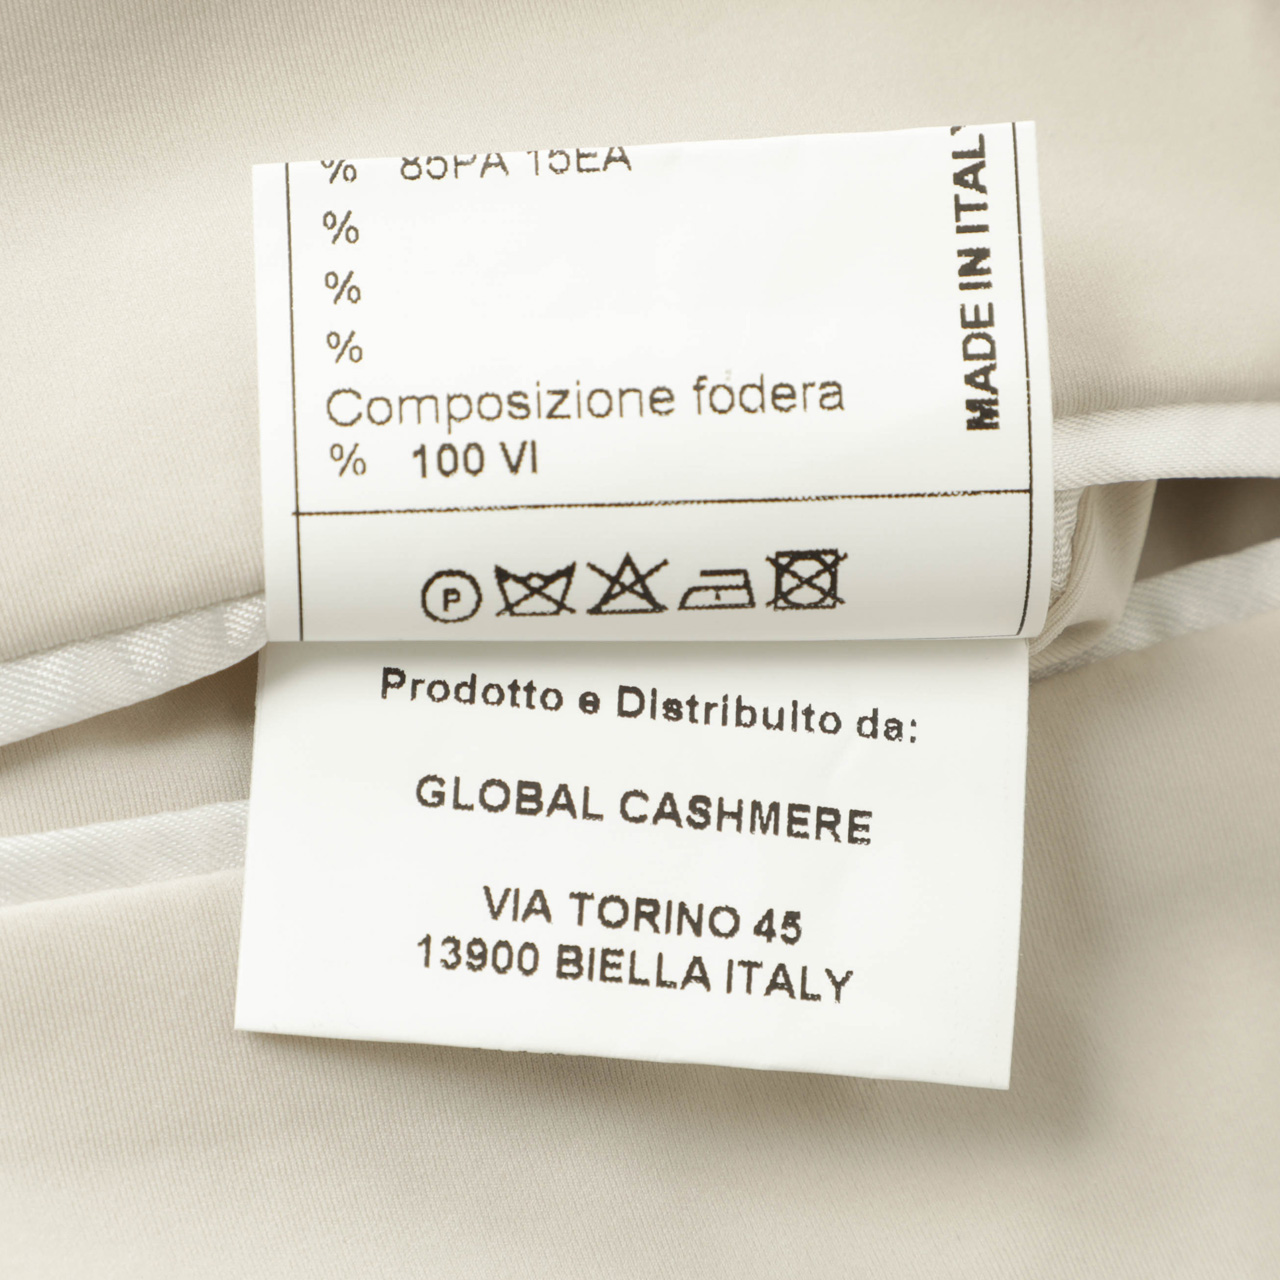 % 85PA 15EA
%
%
%
Composizione fodera
% 100 VI
MADE IN ITALY
P
Prodotto e Distribuito da:
GLOBAL CASHMERE
VIA TORINO 45
13900 BIELLA ITALY